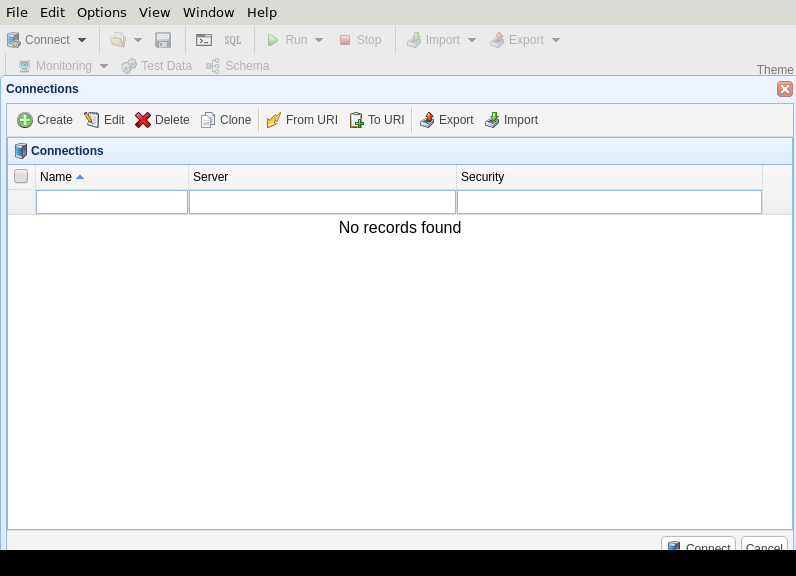 File Edit Options View Window Help
Connect SQL Run Stop Import Export
Monitoring Test Data Schema Theme
Connections
Create Edit Delete Clone From URI To URI Export Import
Connections
Name Server Security
No records found
Connect Cancel